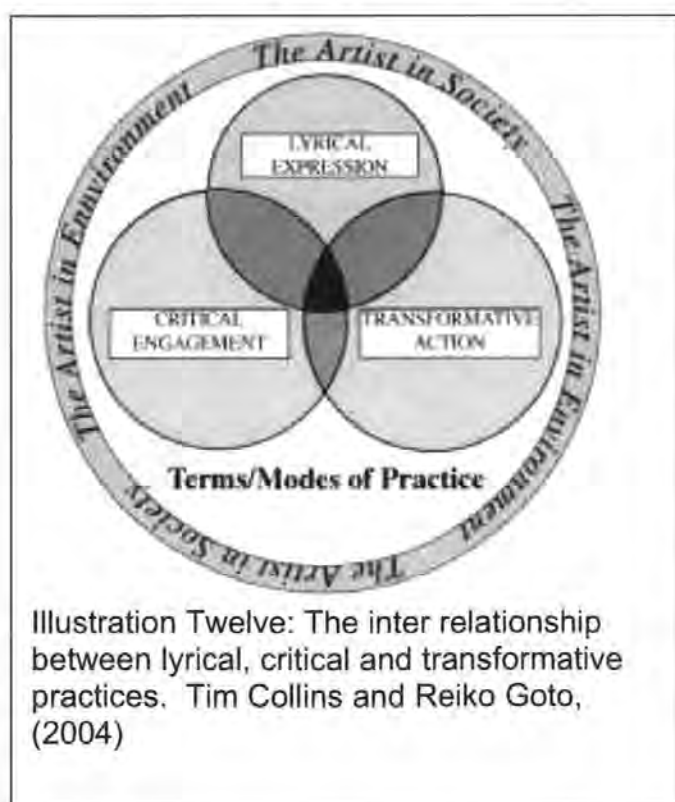 The Artist in Society
The Artist in Ennvironment
The Artist in Environment
The Artist in Society
LYRICAL
EXPRESSION
CRITICAL
ENGAGEMENT
TRANSFORMATIVE
ACTION
Terms/Modes of Practice
Illustration Twelve: The inter relationship
between lyrical, critical and transformative
practices. Tim Collins and Reiko Goto,
(2004)